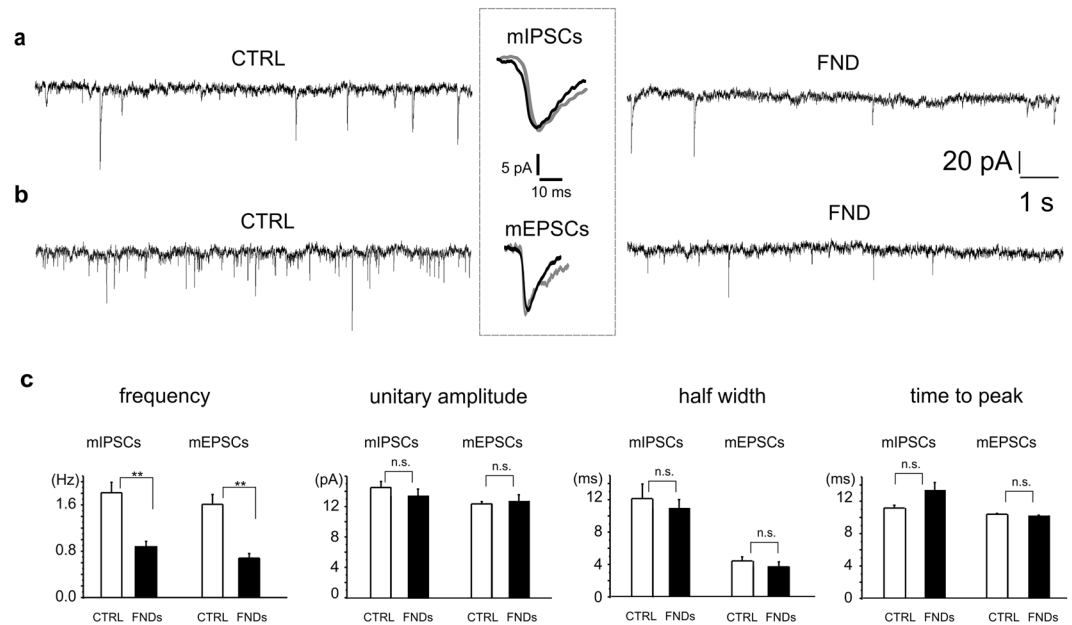 a
CTRL
mIPSCs
FND
5 pA
10 ms
20 pA
1 s
b
CTRL
mEPSCs
FND
c
frequency
unitary amplitude
half width
time to peak
mIPSCs
mEPSCs
mIPSCs
mEPSCs
mIPSCs
mEPSCs
mIPSCs
mEPSCs
(Hz)
1.6
0.8
0.0
**
**
CTRL FNDs
CTRL FNDs
(pA)
12
8
4
0
n.s.
n.s.
CTRL FNDs
CTRL FNDs
(ms)
12
8
4
0
n.s.
n.s.
CTRL FNDs
CTRL FNDs
(ms)
12
8
4
0
n.s.
n.s.
CTRL FNDs
CTRL FNDs